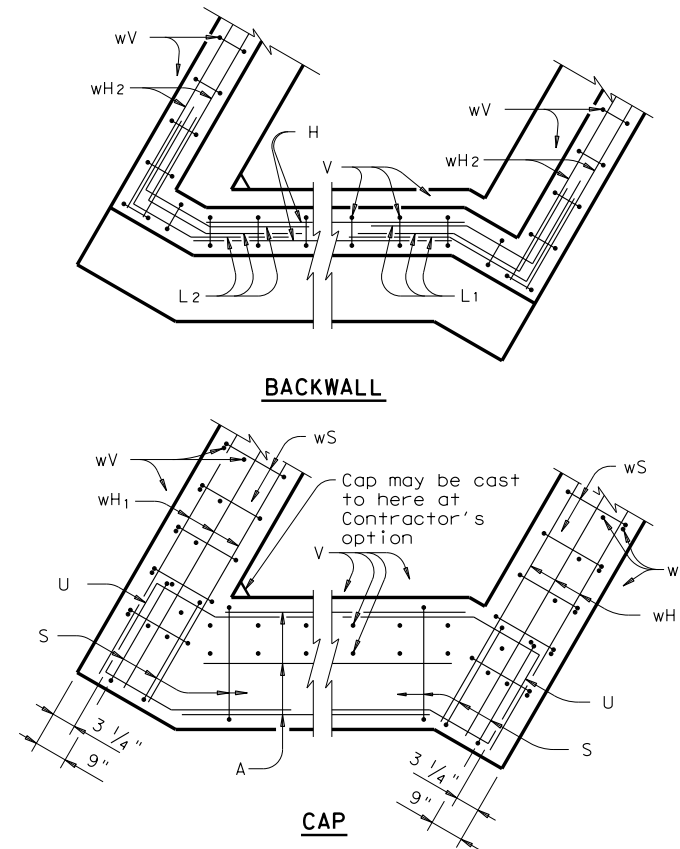 wV
wH2
H
V
wV
wH2
L2
L1
BACKWALL
wS
wV
wH1
Cap may be cast
to here at
Contractor's
option
V
wS
w
wH
U
S
U
S
A
3 1/4"
9"
3 1/4"
9"
CAP